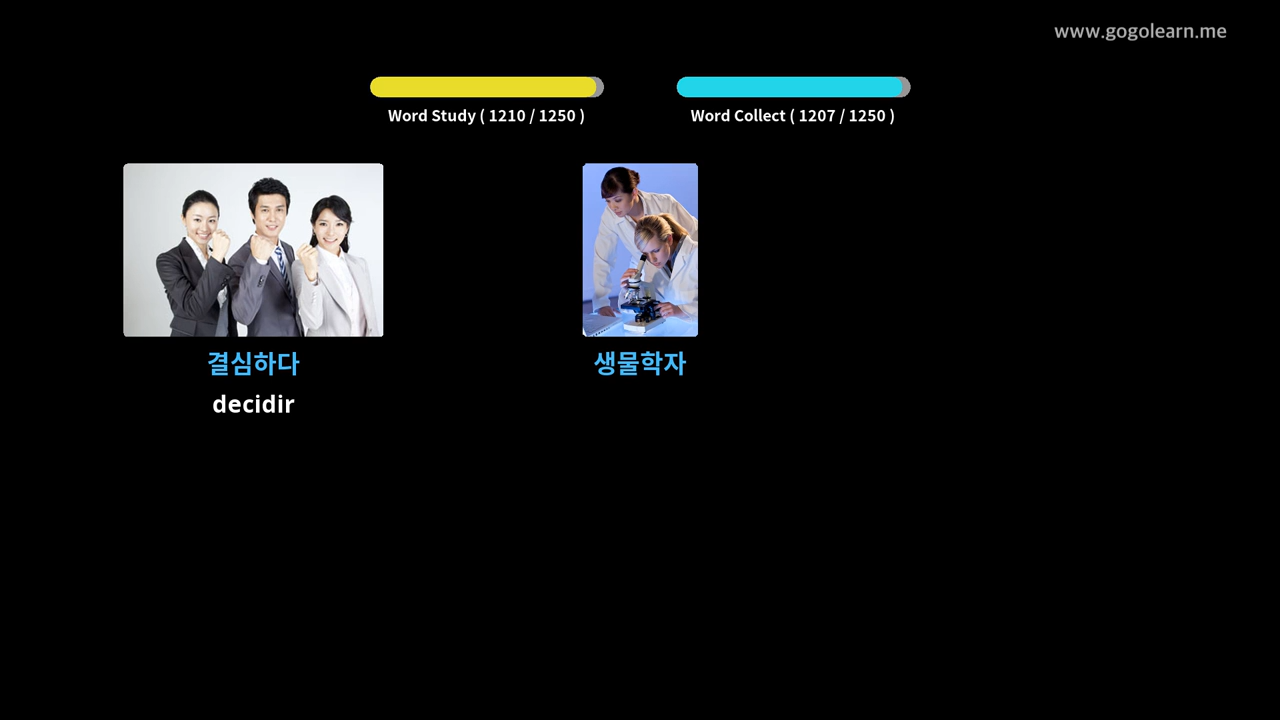 www.gogolearn.me
Word Study ( 1210 / 1250 )
Word Collect ( 1207 / 1250 )
결심하다
decidir
생물학자